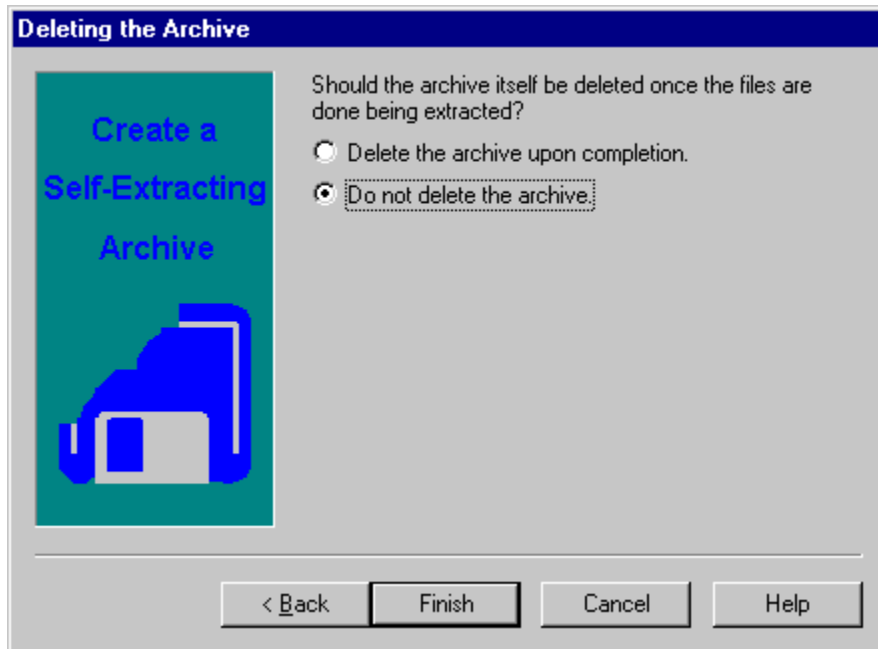 Deleting the Archive
Create a
Self-Extracting
Archive
Should the archive itself be deleted once the files are
done being extracted?
Delete the archive upon completion.
Do not delete the archive.
< Back
Finish
Cancel
Help